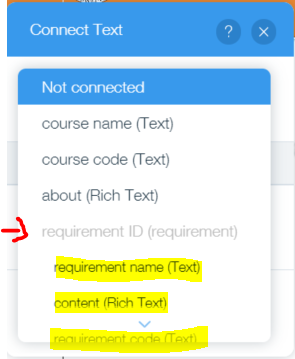 Connect Text
?
×
Not connected
course name (Text)
course code (Text)
about (Rich Text)
requirement ID (requirement)
requirement name (Text)
content (Rich Text)
requirement code (Text)